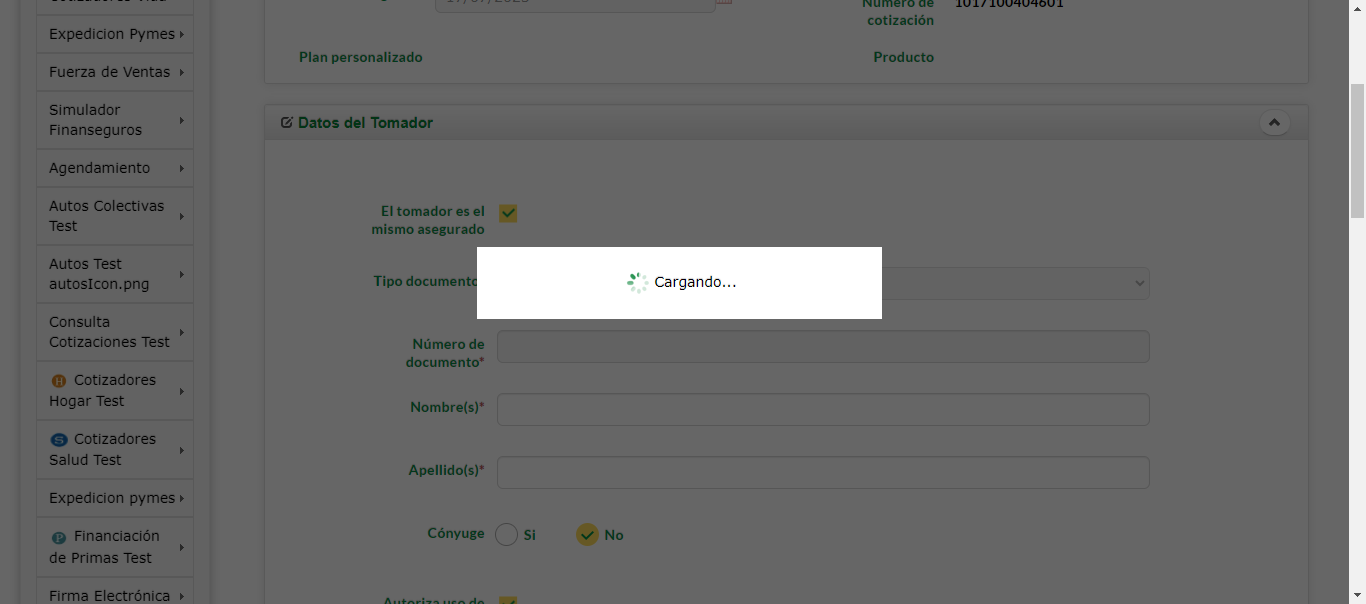 Expedicion Pymes
Fuerza de Ventas
Simulador
Finanseguros
Agendamiento
Autos Colectivas
Test
Autos Test
autosIcon.png
Consulta
Cotizaciones Test
H Cotizadores
Hogar Test
S Cotizadores
Salud Test
Expedicion pymes
P Financiación
de Primas Test
Firma Electrónica
Número de
cotización
1017100404601
Plan personalizado
Producto
Datos del Tomador
El tomador es el
mismo asegurado
Tipo documento
Cargando...
Número de
documento*
Nombre(s)*
Apellido(s)*
Cónyuge
Si
No
Autoriza uso de